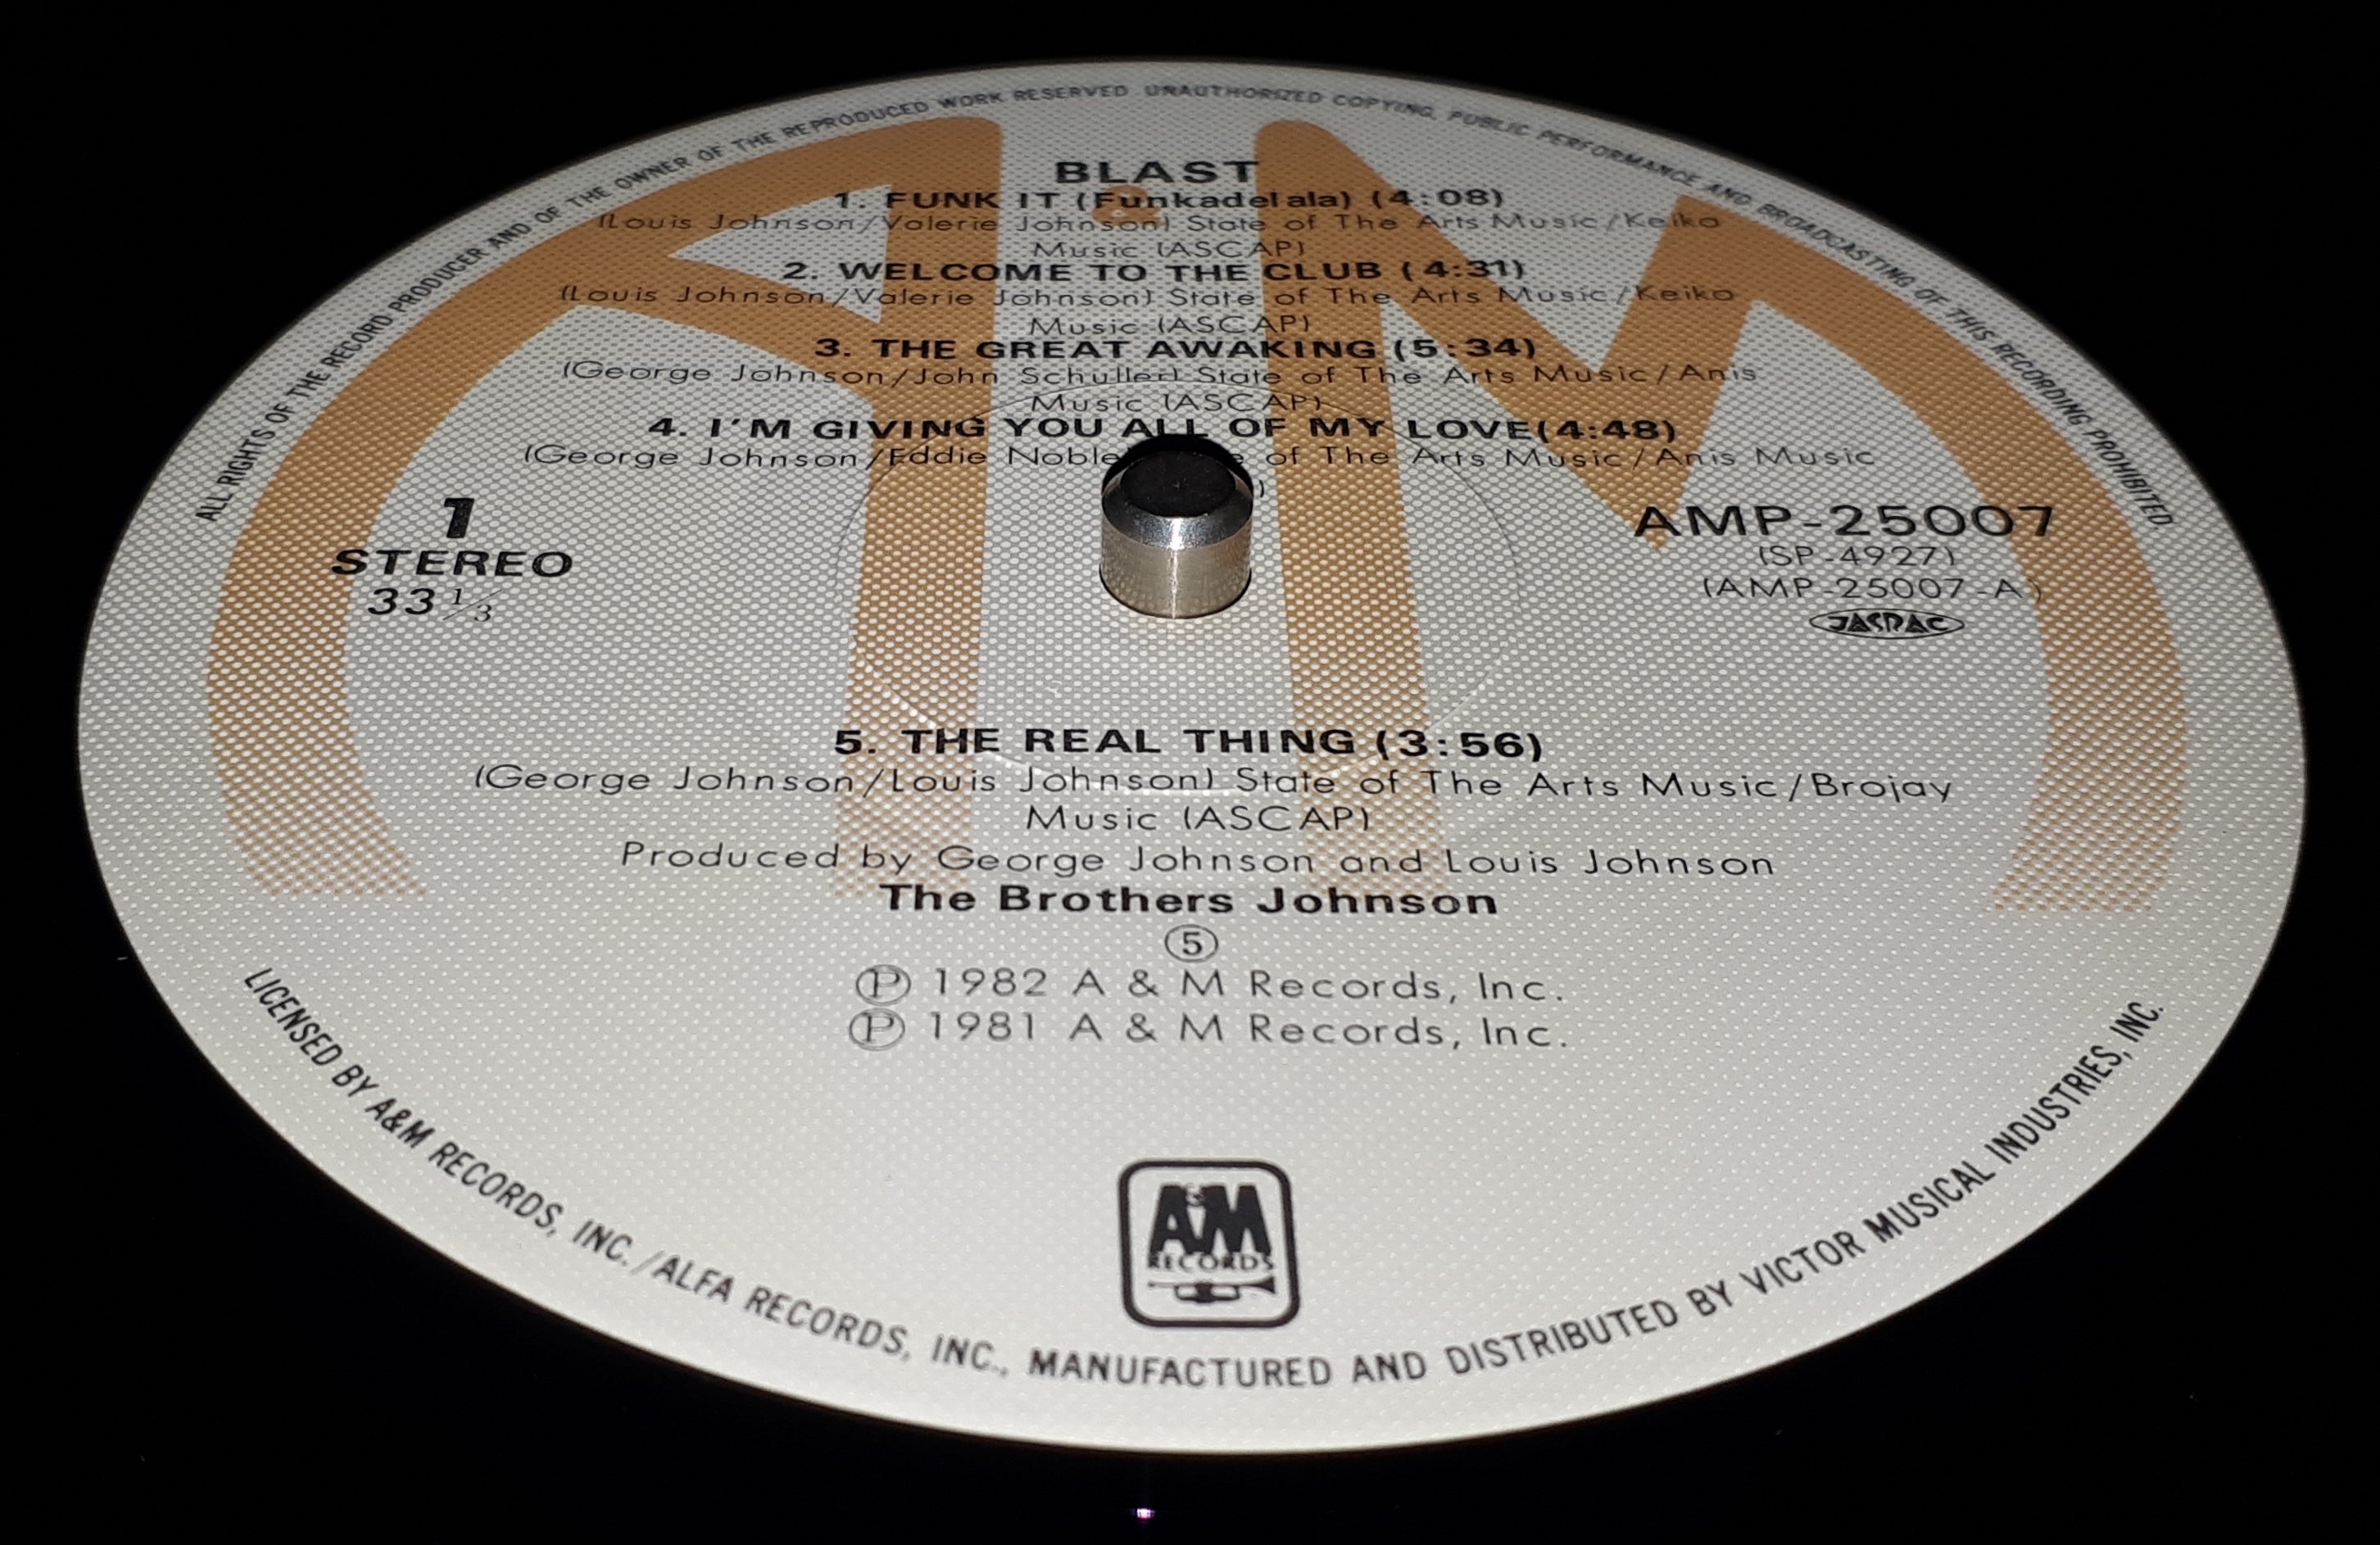 ALL RIGHTS OF THE RECORD PRODUCER AND OF THE OWNER OF THE REPRODUCED WORK RESERVED UNAUTHORIZED COPYING, PUBLIC PERFORMANCE AND BROADCASTING OF THIS RECORDING PROHIBITED
A & M
BLAST
1. FUNK IT (Funkadelala) (4:08)
(Louis Johnson/Valerie Johnson) State of The Arts Music/Keiko
Music (ASCAP)
2. WELCOME TO THE CLUB (4:31)
(Louis Johnson/Valerie Johnson) State of The Arts Music/Keiko
Music (ASCAP)
3. THE GREAT AWAKING (5:34)
(George Johnson/John Schuller) State of The Arts Music/Anis
Music (ASCAP)
4. I'M GIVING YOU ALL OF MY LOVE(4:48)
(George Johnson/Eddie Noble of The Arts Music/Anis Music
)
1
STEREO
33 1/3
AMP-25007
(SP-4927)
(AMP-25007-A)
JASRAC
5. THE REAL THING (3:56)
(George Johnson/Louis Johnson) State of The Arts Music/Brojay
Music (ASCAP)
Produced by George Johnson and Louis Johnson
The Brothers Johnson
⑤
Ⓟ 1982 A & M Records, Inc.
Ⓟ 1981 A & M Records, Inc.
A&M
RECORDS
LICENSED BY A&M RECORDS, INC./ALFA RECORDS, INC., MANUFACTURED AND DISTRIBUTED BY VICTOR MUSICAL INDUSTRIES, INC.